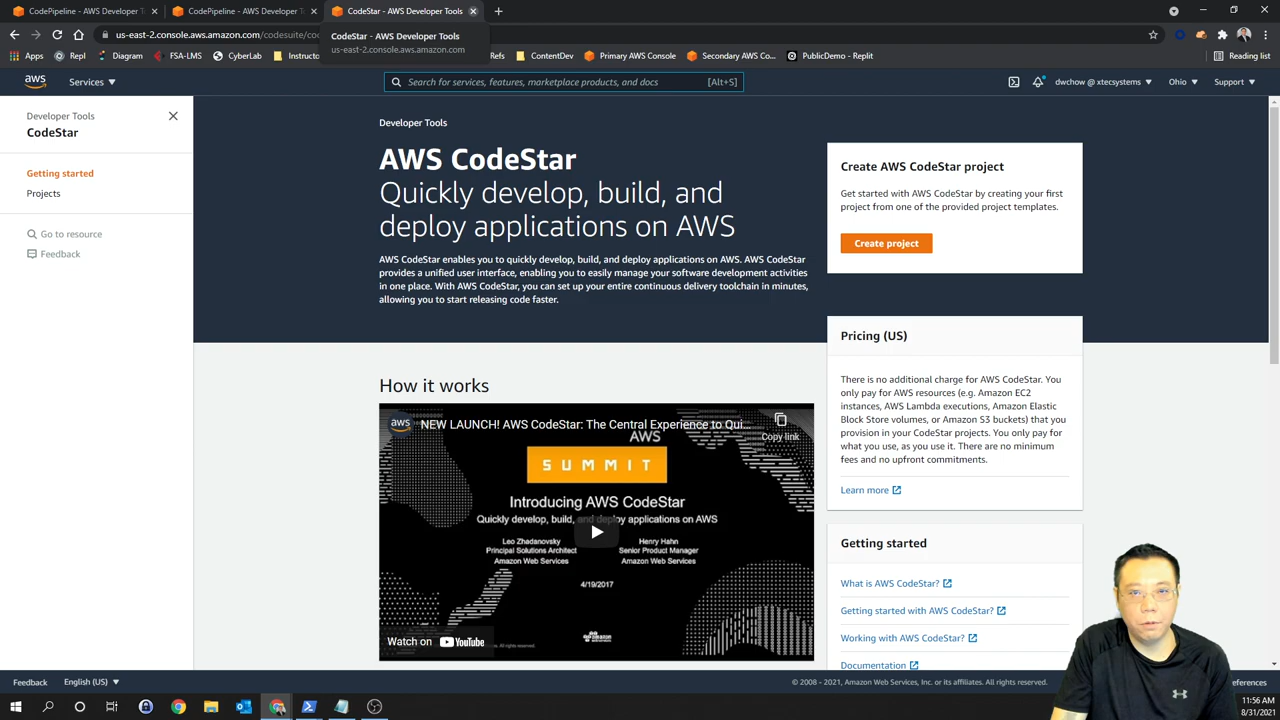 CodePipeline - AWS Developer T
CodePipeline - AWS Developer To
CodeStar - AWS Developer Tools
us-east-2.console.aws.amazon.com/codesuite/co
CodeStar - AWS Developer Tools
us-east-2.console.aws.amazon.com
Apps
Repl
Diagram
FSA-LMS
CyberLab
Instructo
Refs
ContentDev
Primary AWS Console
Secondary AWS Co...
PublicDemo - Replit
Reading list
aws
Services
Search for services, features, marketplace products, and docs
[Alt+S]
dwchow @ xtecsystems
Ohio
Support
Developer Tools
CodeStar
Getting started
Projects
Go to resource
Feedback
Developer Tools
AWS CodeStar
Quickly develop, build, and
deploy applications on AWS
AWS CodeStar enables you to quickly develop, build, and deploy applications on AWS. AWS CodeStar
provides a unified user interface, enabling you to easily manage your software development activities
in one place. With AWS CodeStar, you can set up your entire continuous delivery toolchain in minutes,
allowing you to start releasing code faster.
Create AWS CodeStar project
Get started with AWS CodeStar by creating your first
project from one of the provided project templates.
Create project
Pricing (US)
There is no additional charge for AWS CodeStar. You
only pay for AWS resources (e.g. Amazon EC2
instances, AWS Lambda executions, Amazon Elastic
Block Store volumes, or Amazon S3 buckets) that you
provision in your CodeStar projects. You only pay for
what you use, as you use it. There are no minimum
fees and no upfront commitments.
Learn more
How it works
aws
NEW LAUNCH! AWS CodeStar: The Central Experience to Qui...
Copy link
AWS
SUMMIT
Introducing AWS CodeStar
Quickly develop, build, and deploy applications on AWS
Leo Zhadanovsky
Principal Solutions Architect
Amazon Web Services
Henry Hahn
Senior Product Manager
Amazon Web Services
4/19/2017
Watch on YouTube
All rights reserved.
Getting started
What is AWS CodeStar?
Getting started with AWS CodeStar?
Working with AWS CodeStar?
Documentation
Feedback
English (US)
© 2008 - 2021, Amazon Web Services, Inc. or its affiliates. All rights reserved.
eferences
11:56 AM
8/31/2021